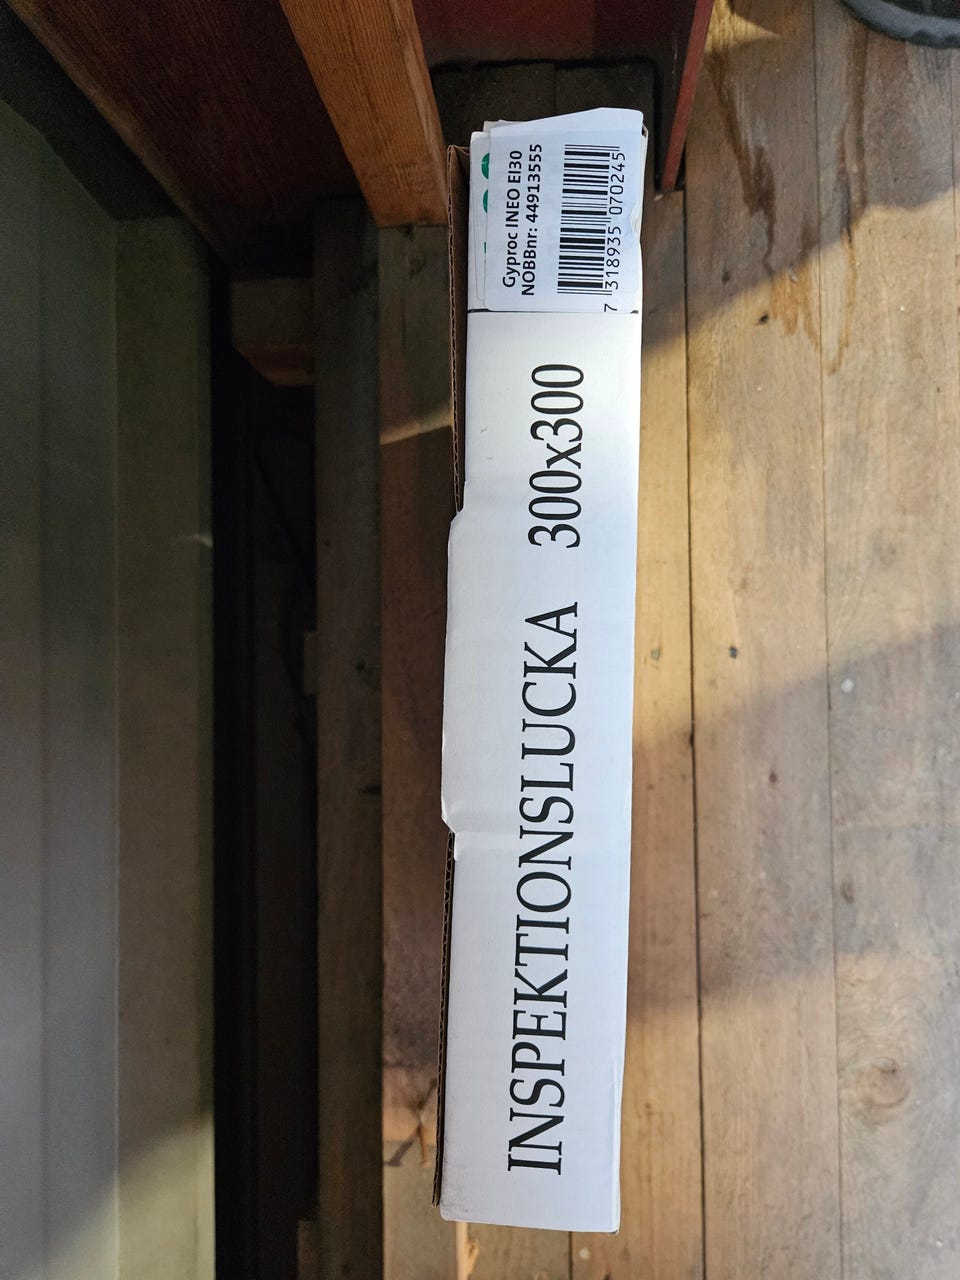 Gyproc INEO EI30
NOBBnr: 44913555
7 318935 070245
INSPEKTIONSLUCKA 300x300